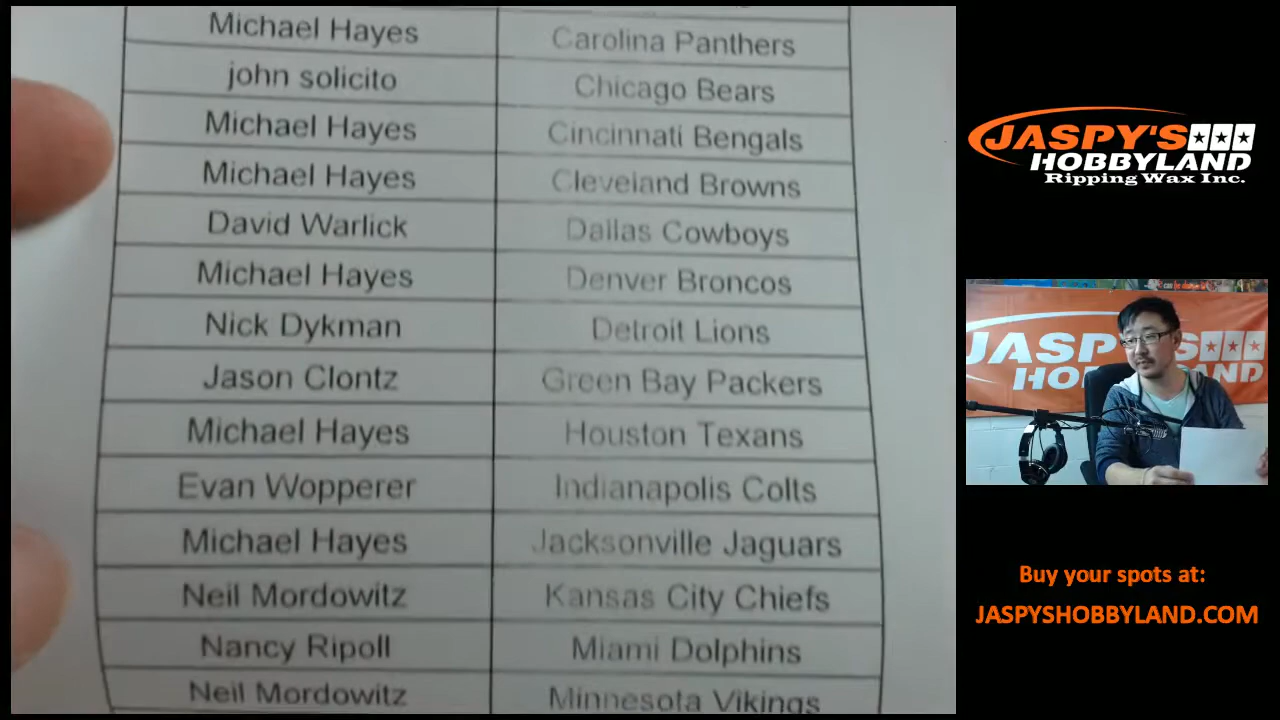 Michael Hayes Carolina Panthers
john solicito Chicago Bears
Michael Hayes Cincinnati Bengals
Michael Hayes Cleveland Browns
David Warlick Dallas Cowboys
Michael Hayes Denver Broncos
Nick Dykman Detroit Lions
Jason Clontz Green Bay Packers
Michael Hayes Houston Texans
Evan Wopperer Indianapolis Colts
Michael Hayes Jacksonville Jaguars
Neil Mordowitz Kansas City Chiefs
Nancy Ripoll Miami Dolphins
Neil Mordowitz Minnesota Vikings
JASPY'S
HOBBYLAND
Ripping Wax Inc.
JASPY'S
Buy your spots at:
JASPYSHOBBYLAND.COM